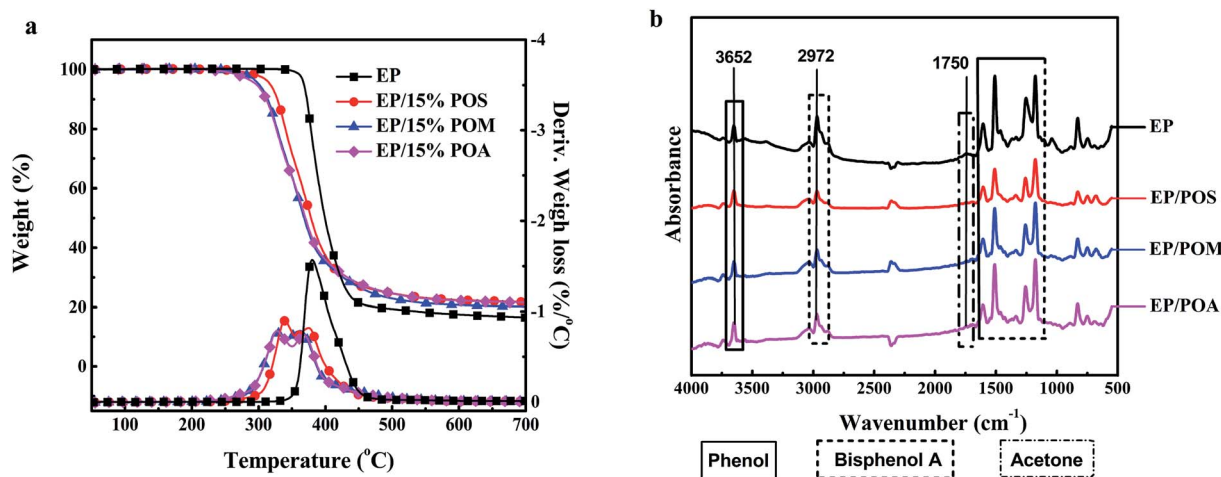 a
-4
100
80
60
40
20
0
Weight (%)
EP
EP/15% POS
EP/15% POM
EP/15% POA
-3
-2
-1
0
Deriv. Weigh loss (%/°C)
100 200 300 400 500 600 700
Temperature (°C)
b
3652
2972
1750
EP
EP/POS
EP/POM
EP/POA
Absorbance
4000 3500 3000 2500 2000 1500 1000 500
Wavenumber (cm⁻¹)
Phenol
Bisphenol A
Acetone